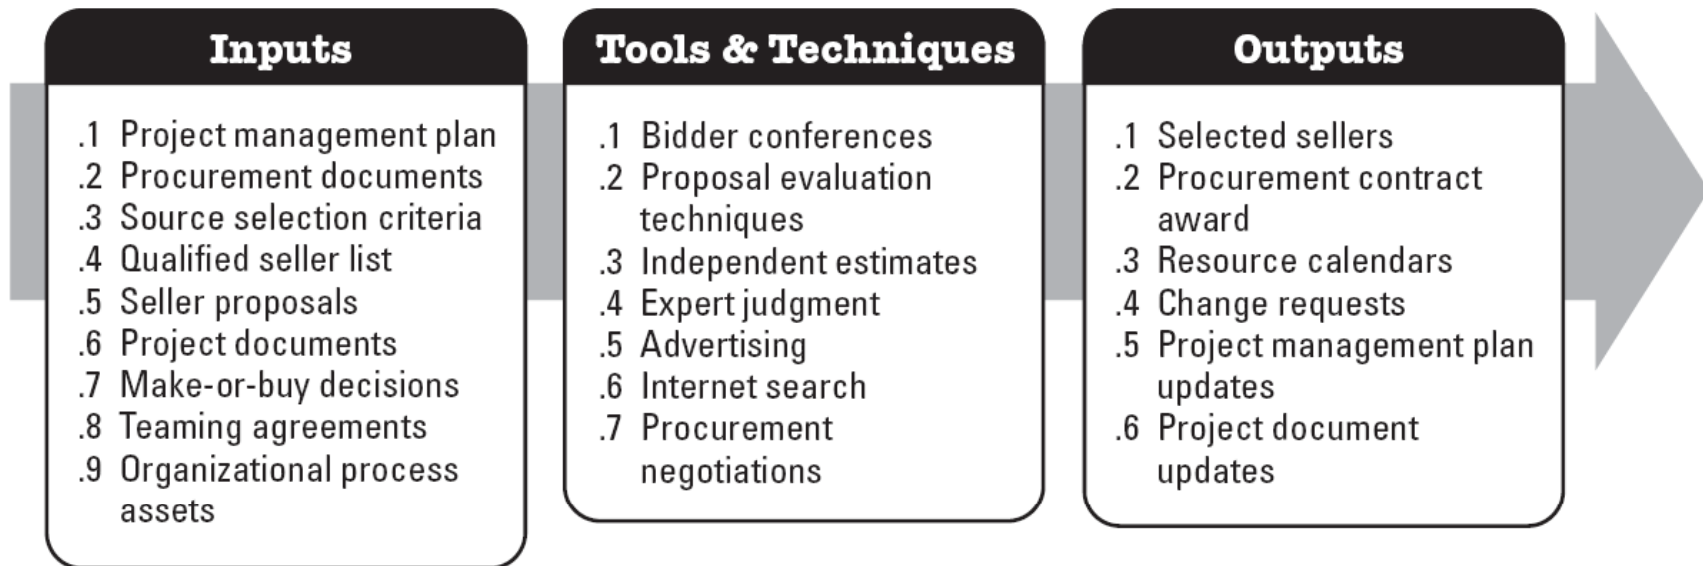 Inputs
.1 Project management plan
.2 Procurement documents
.3 Source selection criteria
.4 Qualified seller list
.5 Seller proposals
.6 Project documents
.7 Make-or-buy decisions
.8 Teaming agreements
.9 Organizational process
assets
Tools & Techniques
.1 Bidder conferences
.2 Proposal evaluation
techniques
.3 Independent estimates
.4 Expert judgment
.5 Advertising
.6 Internet search
.7 Procurement
negotiations
Outputs
.1 Selected sellers
.2 Procurement contract
award
.3 Resource calendars
.4 Change requests
.5 Project management plan
updates
.6 Project document
updates